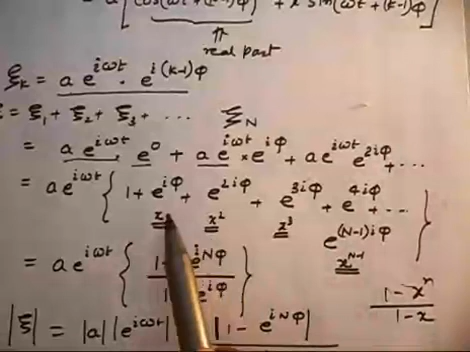 = a [cos(ωt + (k-1)φ) + i sin(ωt + (k-1)φ]
⇑
real part
ξk = a e^{iωt} · e^{i(k-1)φ}
= ξ1 + ξ2 + ξ3 + ... ξN
= a e^{iωt} · e^0 + a e^{iωt} × e^{iφ} + a e^{iωt} e^{2iφ} + ...
= a e^{iωt} { 1 + e^{iφ} + e^{2iφ} + e^{3iφ} + e^{4iφ} + ... e^{(N-1)iφ}
x x² x³ x^{N-1}
= a e^{iωt} { 1 - e^{iNφ} / 1 e^{iφ} } 1 - x^n / 1 - x
|ξ| = |a| |e^{iωt}| |1 - e^{iNφ}|